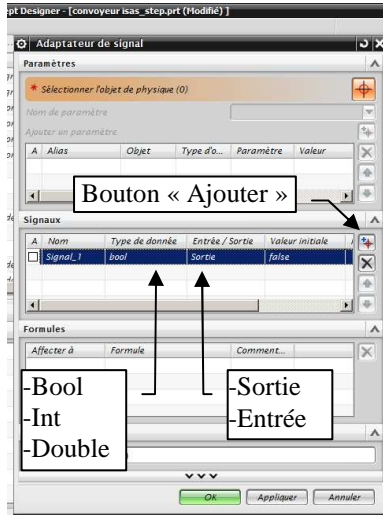 ept Designer - [convoyeur isas_step.prt (Modifié) ]
Adaptateur de signal
Paramètres
* Sélectionner l'objet de physique (0)
Nom de paramètre
Ajouter un paramètre
A Alias Objet Type d'o... Paramètre Valeur
Bouton « Ajouter »
Signaux
A Nom Type de donnée Entrée / Sortie Valeur initiale
Signal_1 bool Sortie false
Formules
Affecter à Formule Comment...
-Bool
-Int
-Double
-Sortie
-Entrée
OK Appliquer Annuler